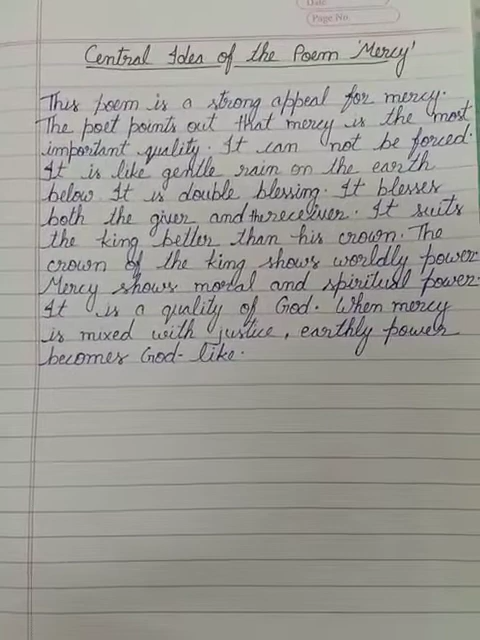 Date
Page No.
Central Idea of the Poem 'Mercy'
This poem is a strong appeal for mercy.
The poet points out that mercy is the most
important quality. It can not be forced.
It is like gentle rain on the earth
below. It is double blessing. It blesses
both the giver and the receiver. It suits
the king better than his crown. The
crown of the king shows worldly power.
Mercy shows moral and spiritual power.
It is a quality of God. When mercy
is mixed with justice, earthly power
becomes God-like.